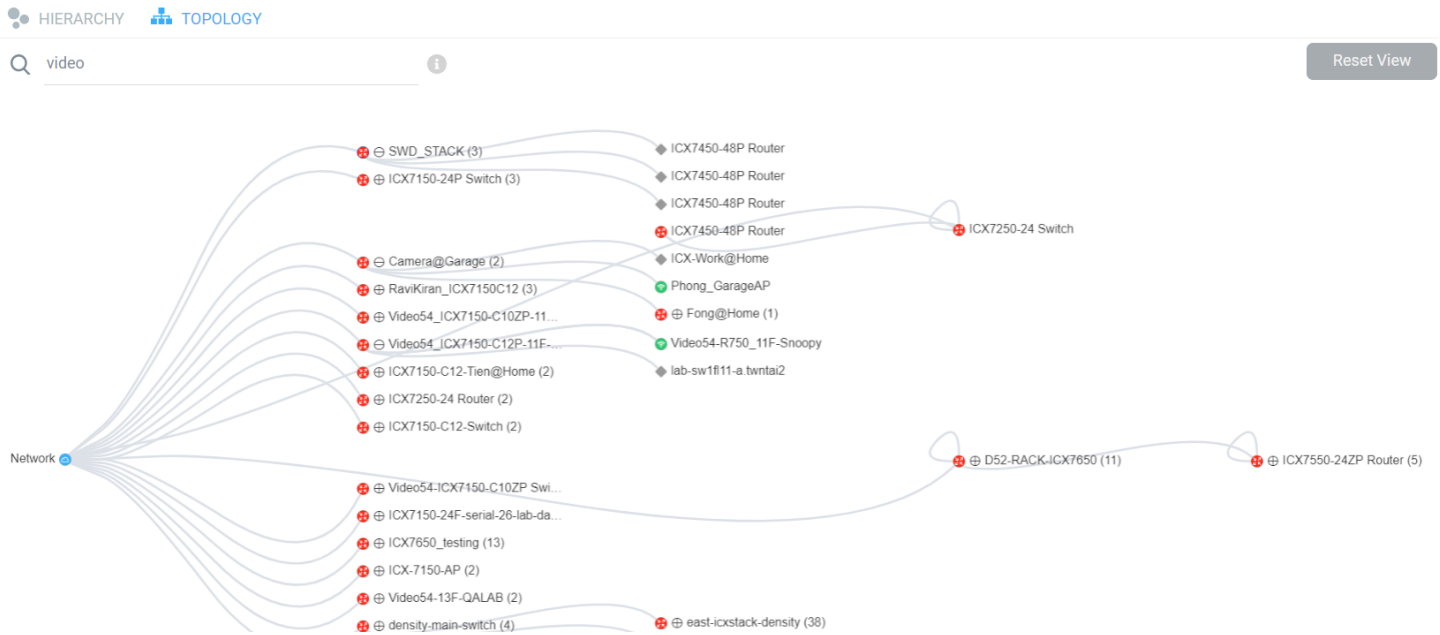 HIERARCHY TOPOLOGY
video
Reset View
SWD_STACK (3)
ICX7150-24P Switch (3)
ICX7450-48P Router
ICX7450-48P Router
ICX7450-48P Router
ICX7450-48P Router
ICX7250-24 Switch
Camera@Garage (2)
ICX-Work@Home
RaviKiran_ICX7150C12 (3)
Phong_GarageAP
Video54_ICX7150-C10ZP-11...
Fong@Home (1)
Video54_ICX7150-C12P-11F-...
Video54-R750_11F-Snoopy
ICX7150-C12-Tien@Home (2)
lab-sw1fl11-a.twntai2
ICX7250-24 Router (2)
ICX7150-C12-Switch (2)
Network
D52-RACK-ICX7650 (11)
ICX7550-24ZP Router (5)
Video54-ICX7150-C10ZP Swi...
ICX7150-24F-serial-26-lab-da...
ICX7650_testing (13)
ICX-7150-AP (2)
Video54-13F-QALAB (2)
density-main-switch (4)
east-icxstack-density (38)